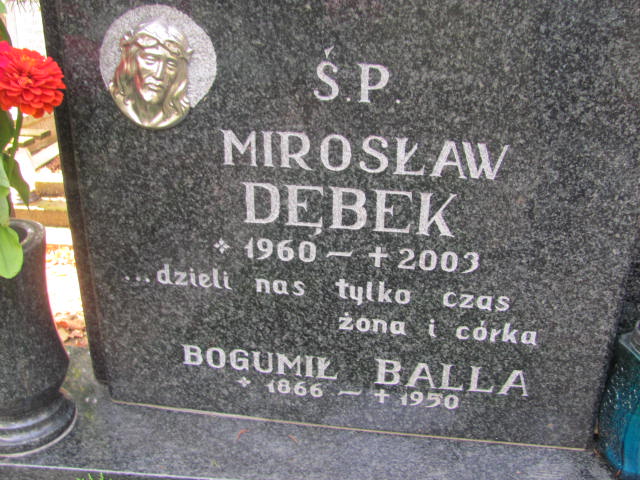 Ś.P.
MIROSŁAW
DĘBEK
* 1960 – + 2003
...dzieli nas tylko czas
żona i córka
BOGUMIŁ BALLA
* 1866 – + 1950